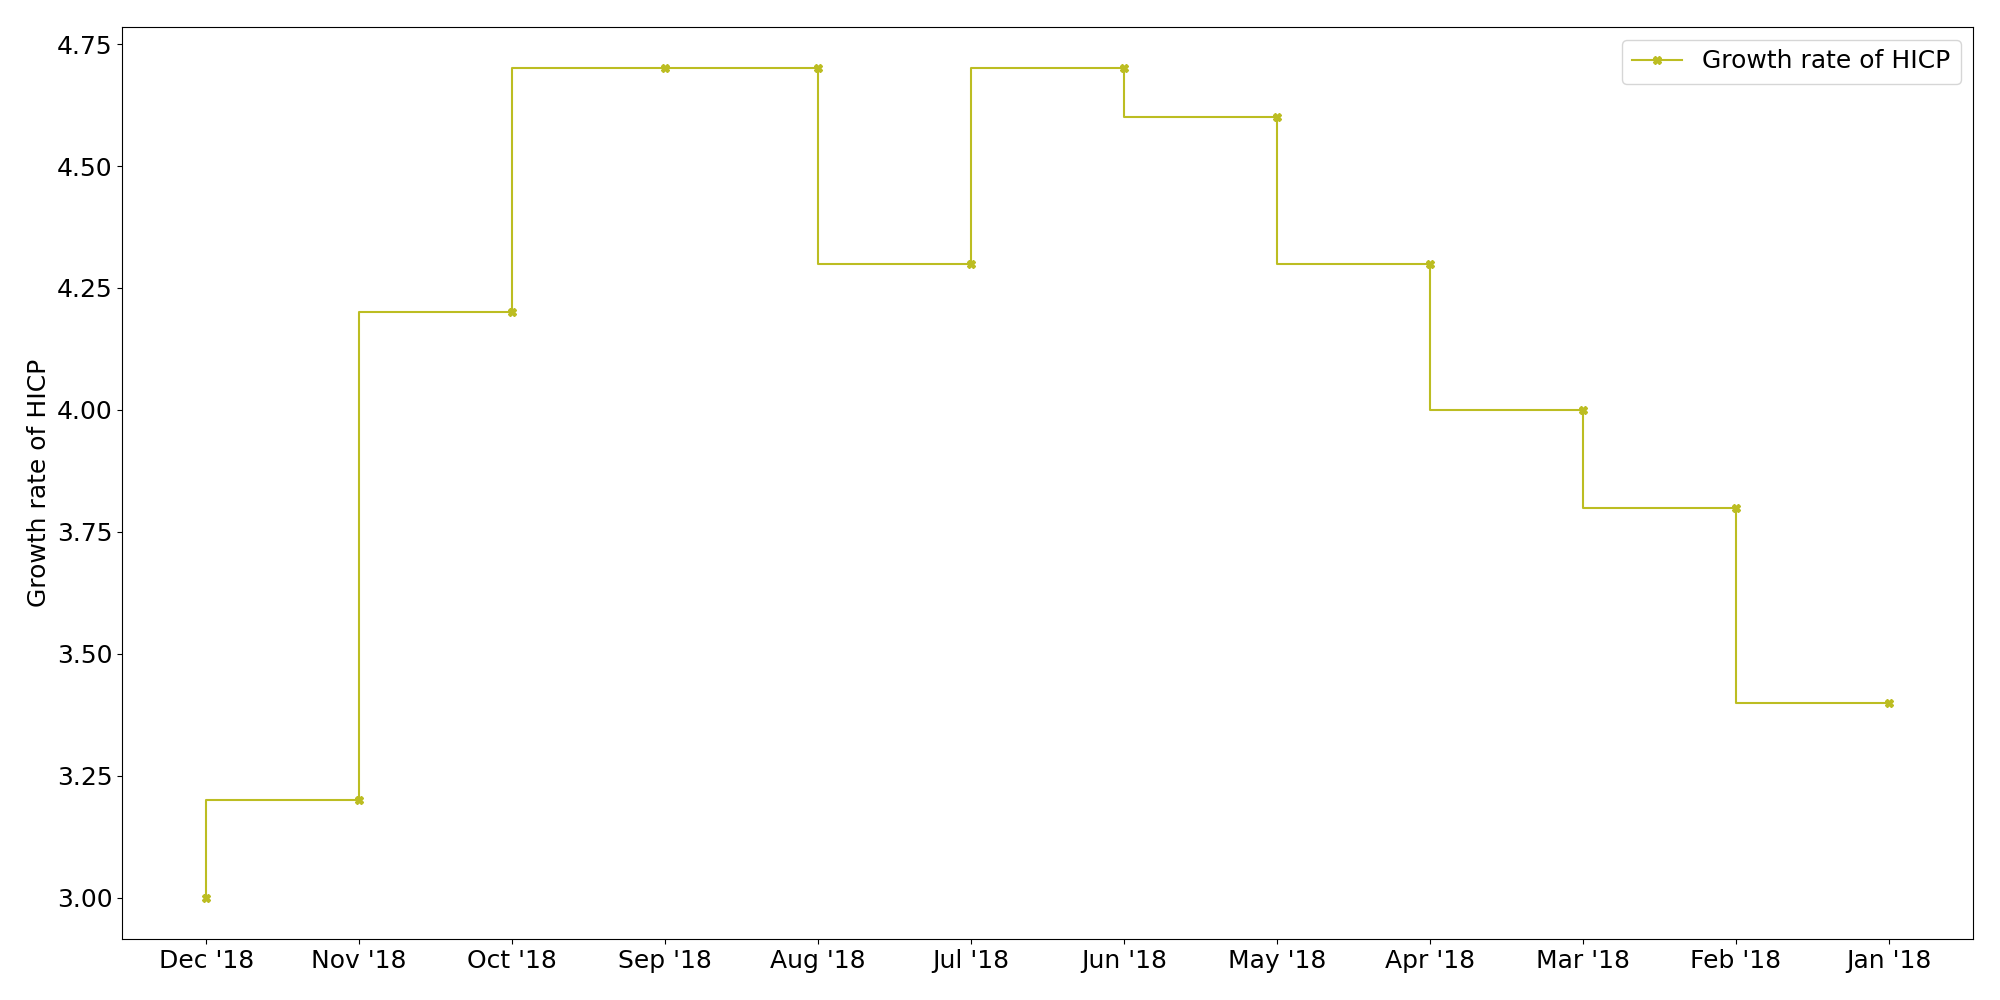 Growth rate of HICP
4.75
4.50
4.25
4.00
3.75
3.50
3.25
3.00
Growth rate of HICP
Dec '18 Nov '18 Oct '18 Sep '18 Aug '18 Jul '18 Jun '18 May '18 Apr '18 Mar '18 Feb '18 Jan '18